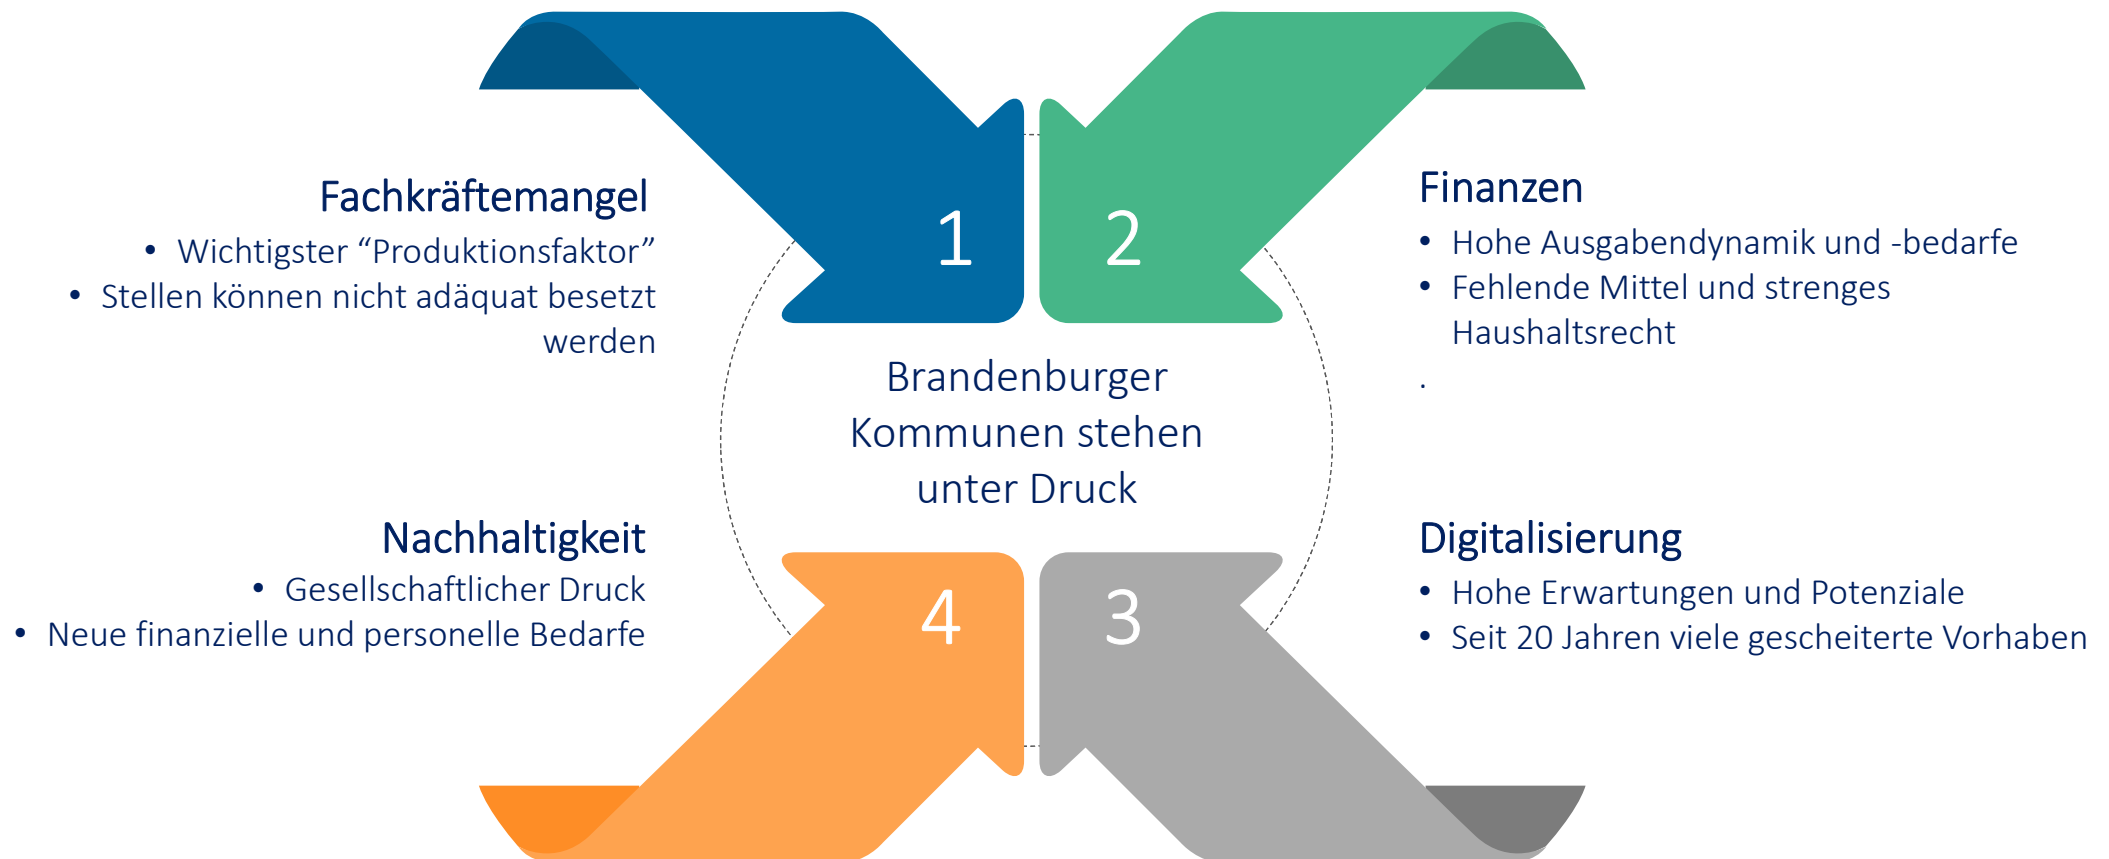 1
Fachkräftemangel
• Wichtigster “Produktionsfaktor”
• Stellen können nicht adäquat besetzt
werden
2
Finanzen
• Hohe Ausgabendynamik und -bedarfe
• Fehlende Mittel und strenges
Haushaltsrecht
.
Brandenburger
Kommunen stehen
unter Druck
4
Nachhaltigkeit
• Gesellschaftlicher Druck
• Neue finanzielle und personelle Bedarfe
3
Digitalisierung
• Hohe Erwartungen und Potenziale
• Seit 20 Jahren viele gescheiterte Vorhaben